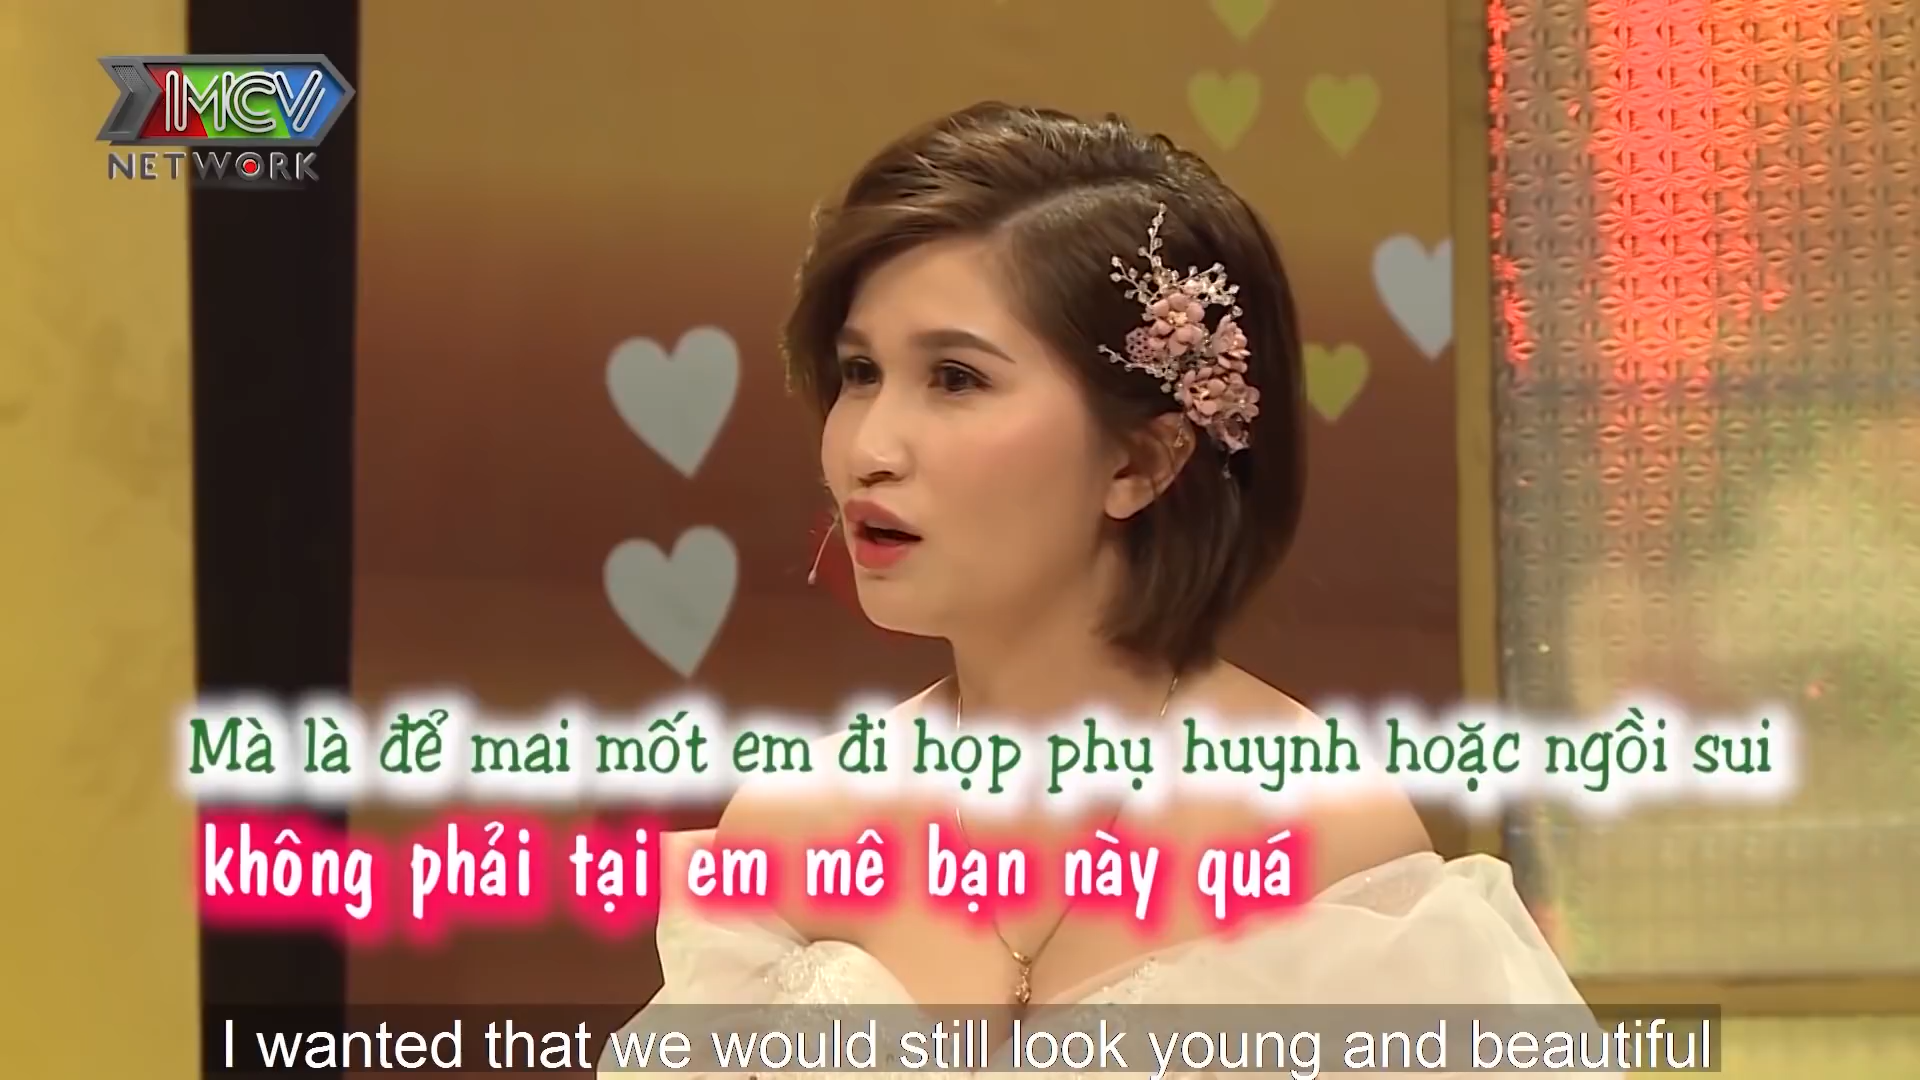 MCV
NETWORK
Mà là để mai mốt em đi họp phụ huynh hoặc ngồi sui
không phải tại em mê bạn này quá
I wanted that we would still look young and beautiful